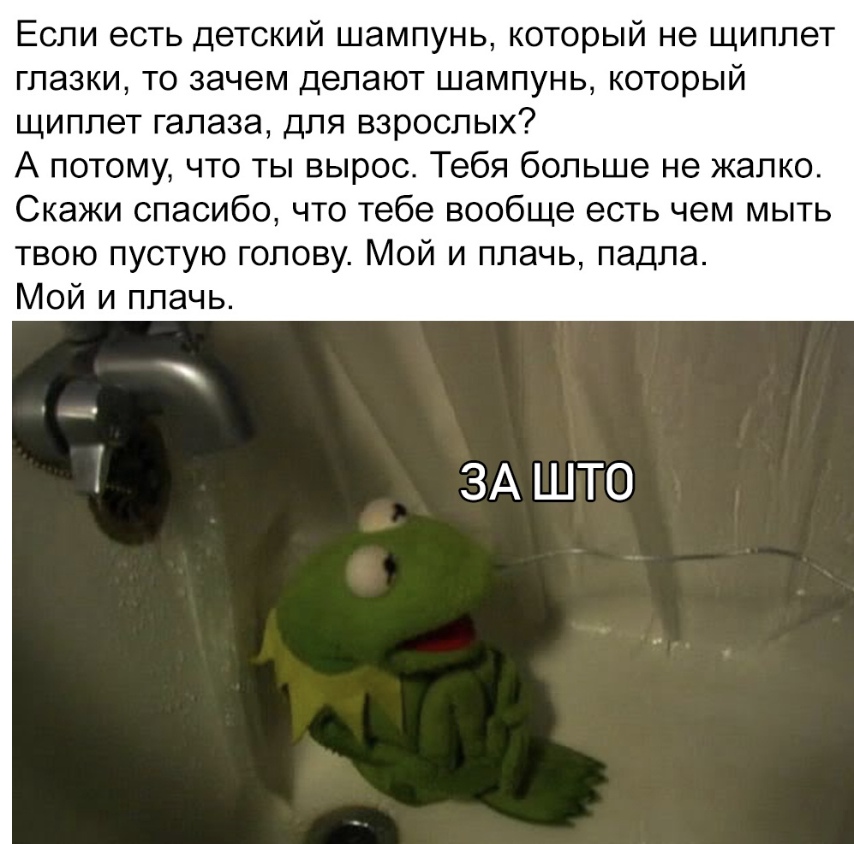 Если есть детский шампунь, который не щиплет
глазки, то зачем делают шампунь, который
щиплет галаза, для взрослых?
А потому, что ты вырос. Тебя больше не жалко.
Скажи спасибо, что тебе вообще есть чем мыть
твою пустую голову. Мой и плачь, падла.
Мой и плачь.
ЗА ШТО